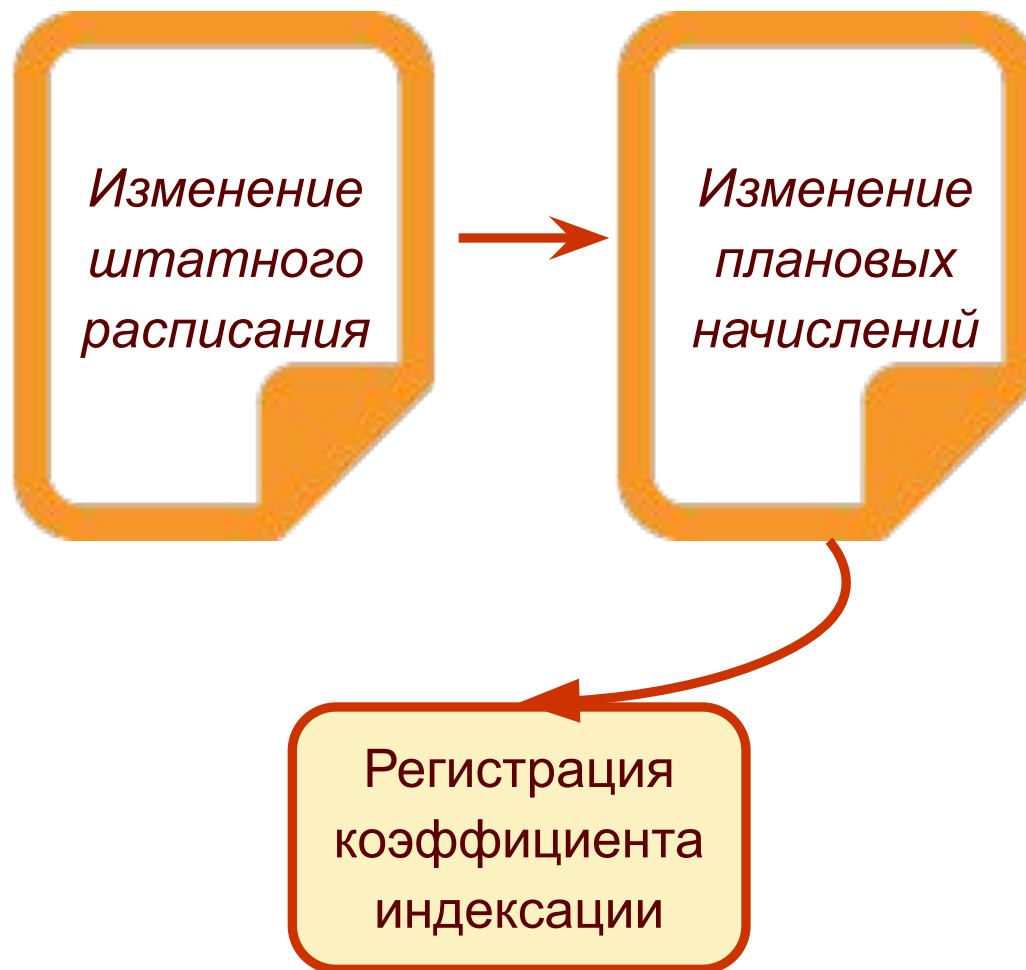 Изменение
штатного
расписания
Изменение
плановых
начислений
Регистрация
коэффициента
индексации